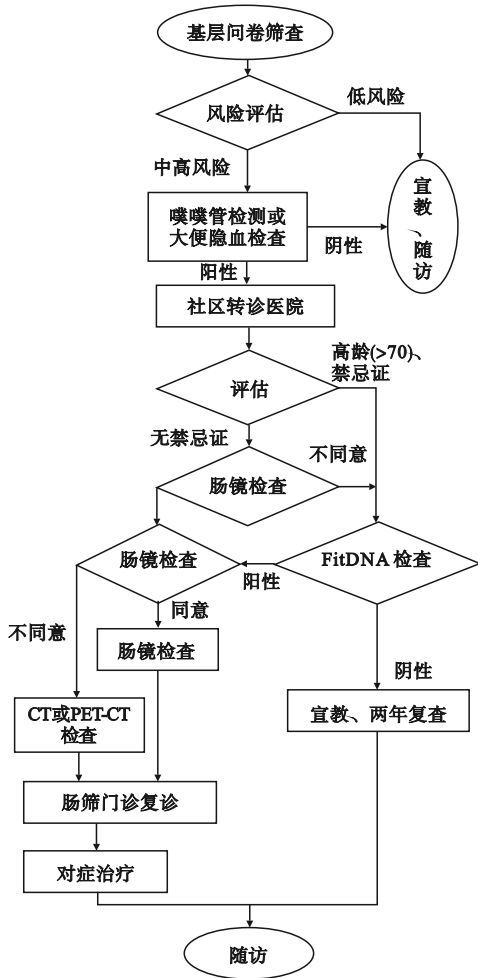 基层问卷筛查
风险评估
低风险
中高风险
宣
教
、
随
访
噗噗管检测或
大便隐血检查
阴性
阳性
社区转诊医院
高龄(>70)、
禁忌证
评估
无禁忌证
不同意
肠镜检查
肠镜检查
阳性
FitDNA 检查
同意
不同意
肠镜检查
阴性
CT或PET-CT
检查
宣教、两年复查
肠筛门诊复诊
对症治疗
随访